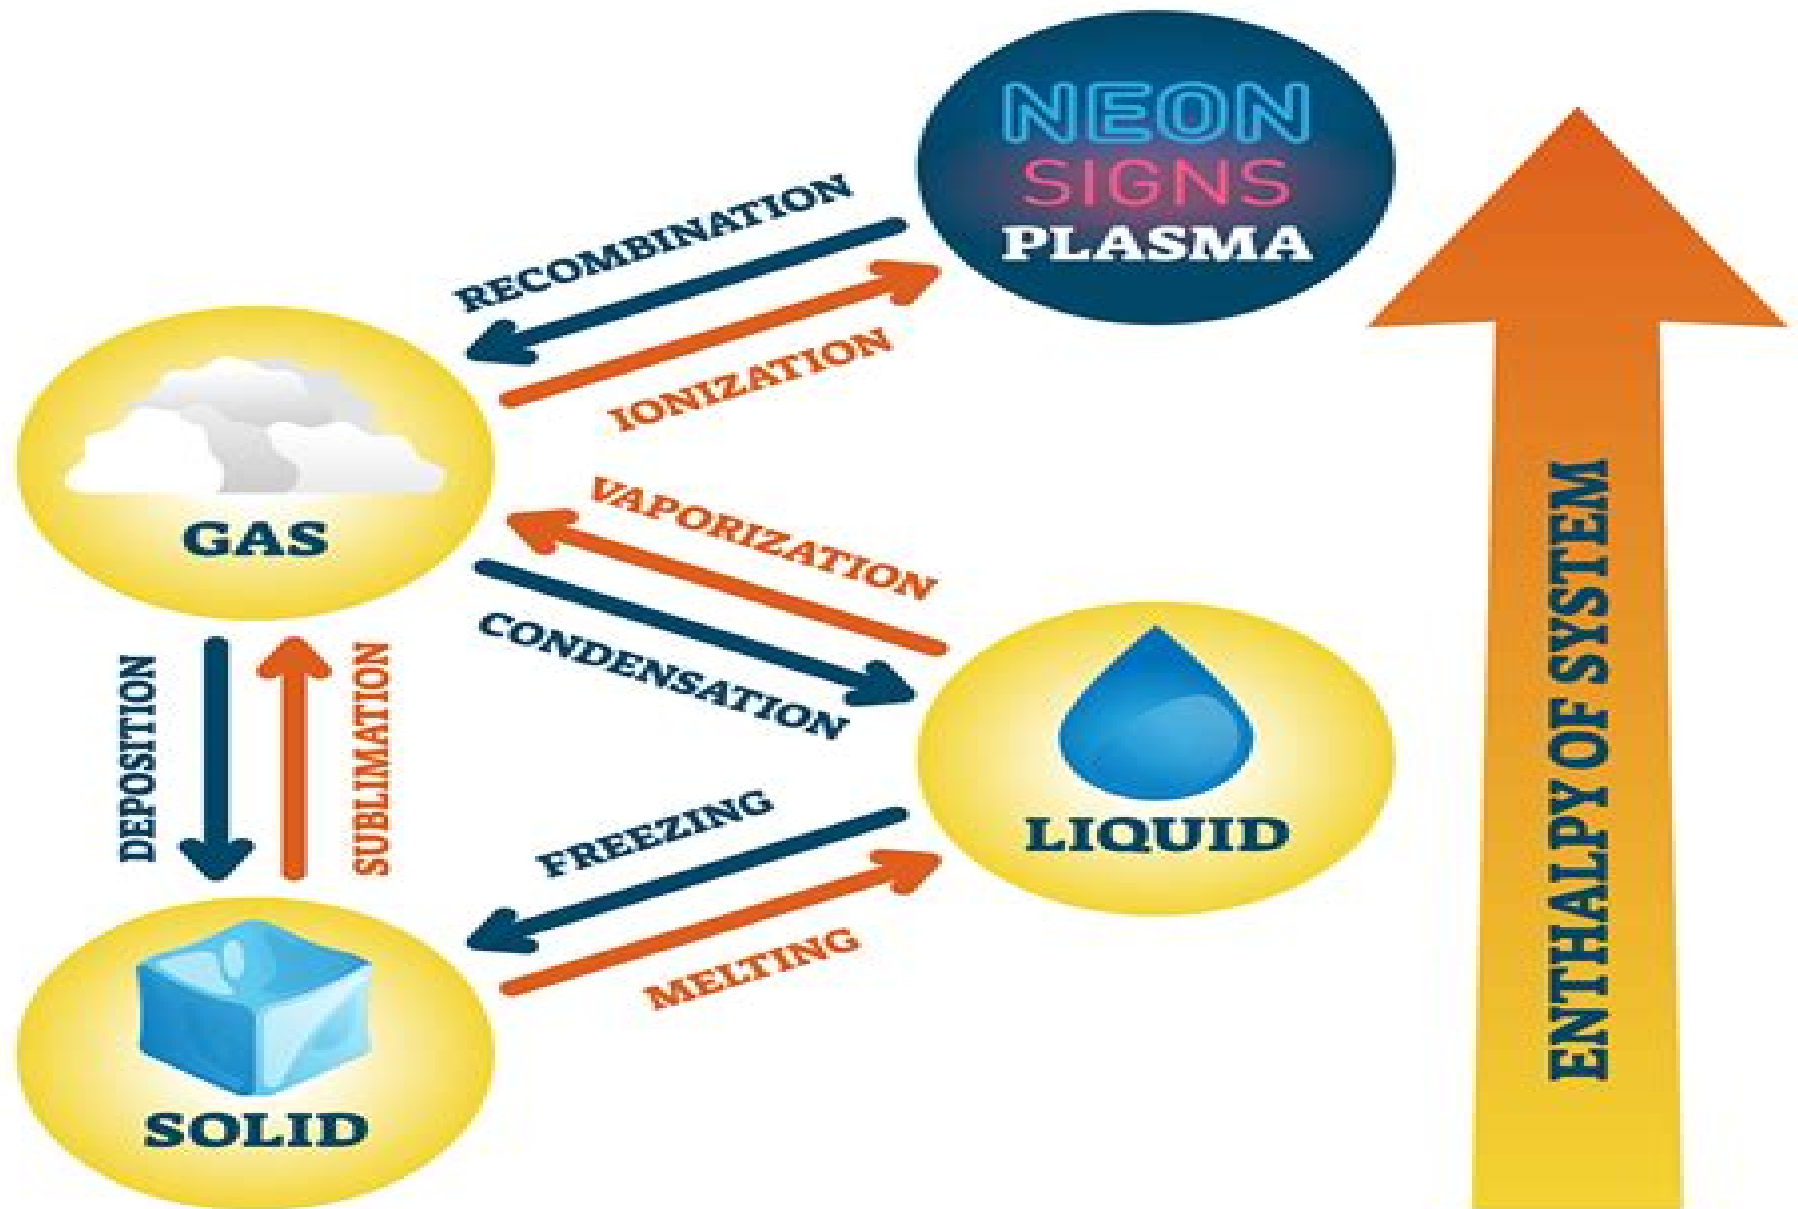 NEON
SIGNS
PLASMA
RECOMBINATION
IONIZATION
GAS
VAPORIZATION
CONDENSATION
DEPOSITION
SUBLIMATION
LIQUID
FREEZING
MELTING
SOLID
ENTHALPY OF SYSTEM